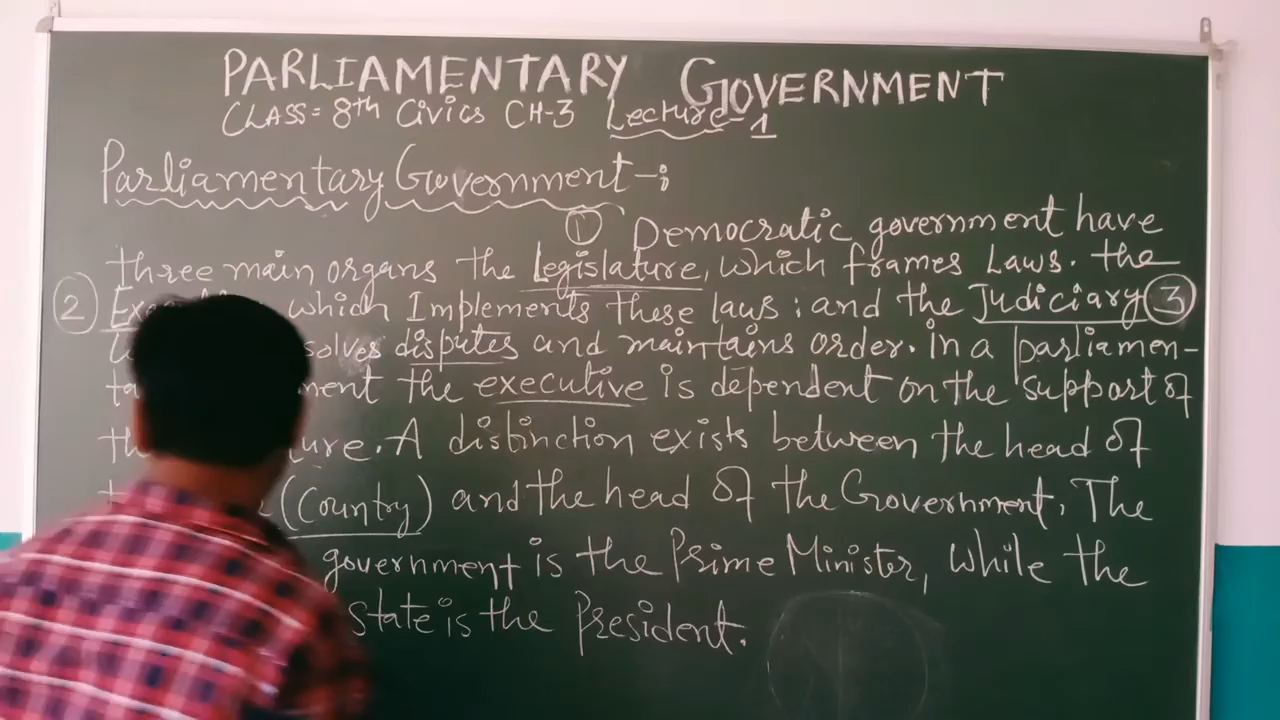 PARLIAMENTARY GOVERNMENT
CLASS = 8th Civics CH-3 Lecture-1
Parliamentary Government-:
① Democratic government have
three main organs the legislature, which frames Laws. the
② which Implements these laws; and the Judiciary ③
solves disputes and maintains order. In a parliamen-
the executive is dependent on the support of
A distinction exists between the head of
(Country) and the head of the Government. The
government is the Prime Minister, while the
State is the President.